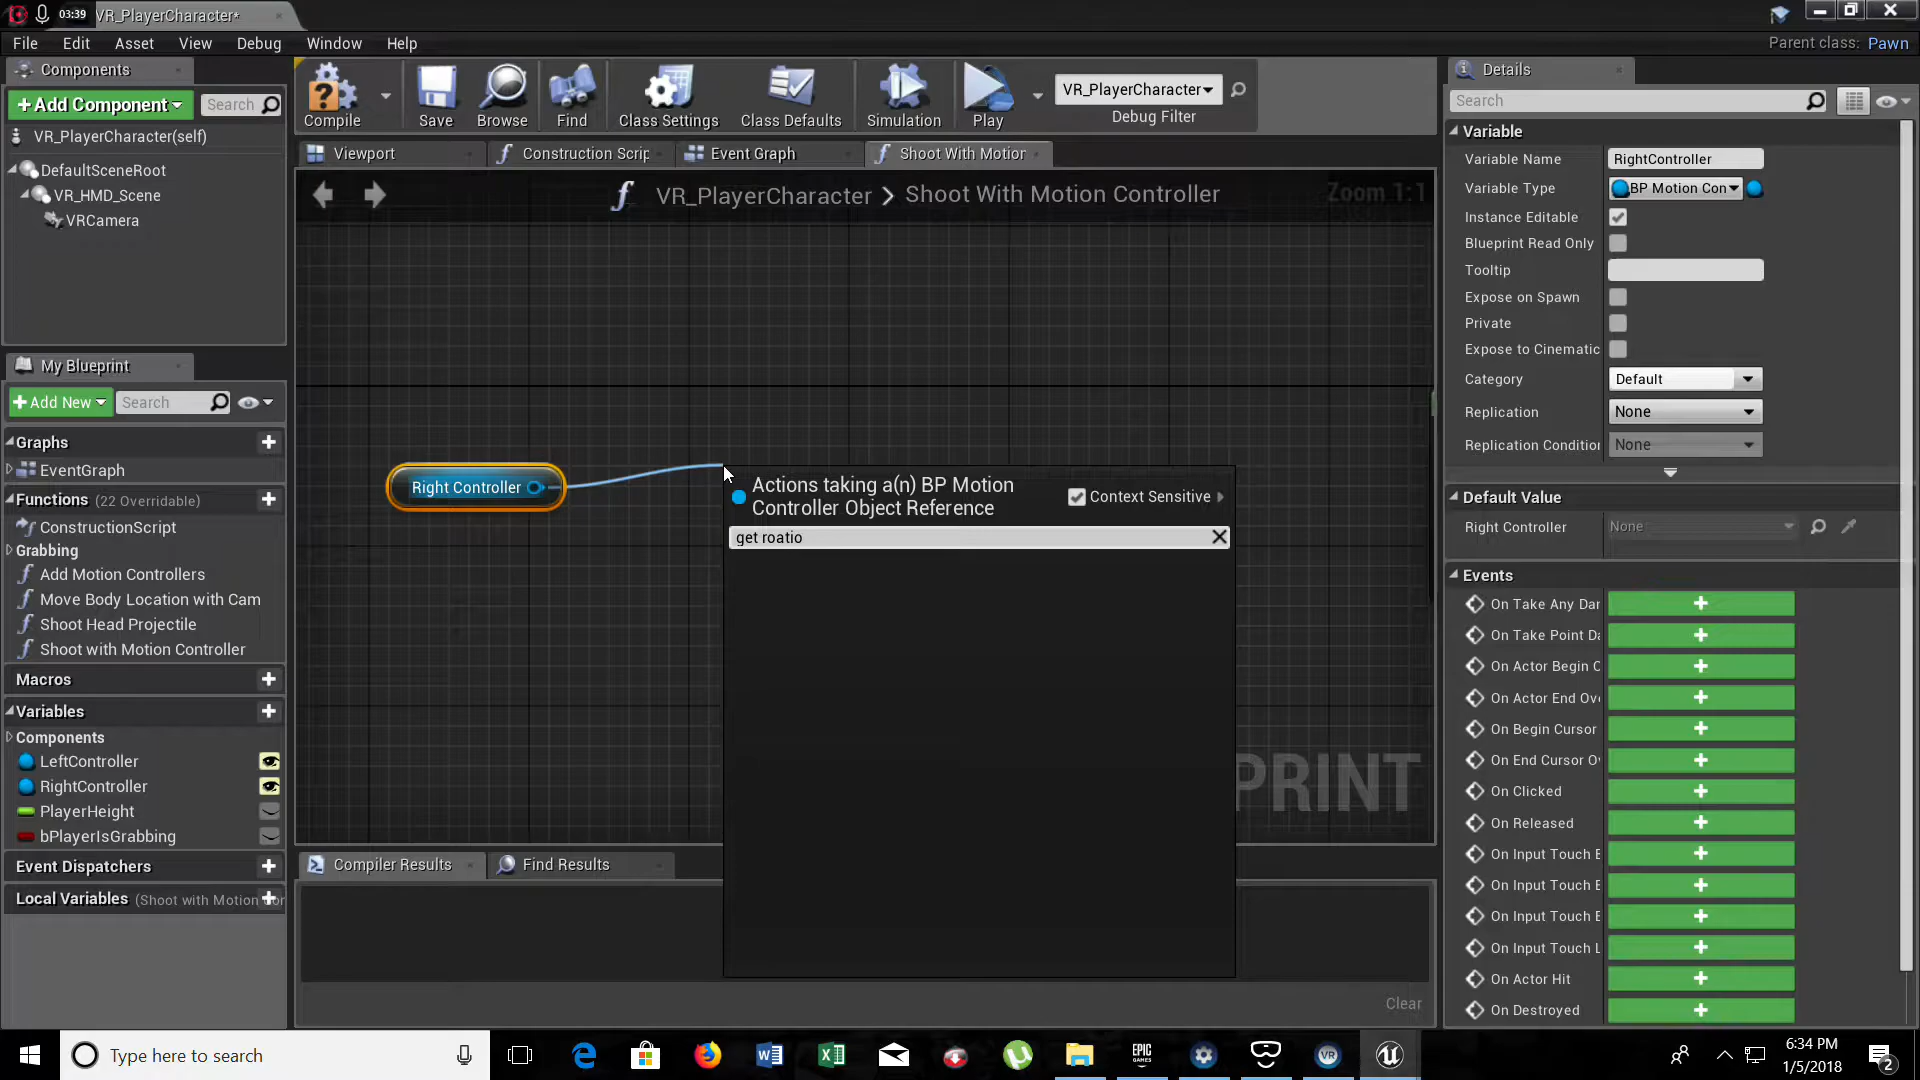 03:39
VR_PlayerCharacter*
File Edit Asset View Debug Window Help
Parent class: Pawn
Components
+Add Component
Search
VR_PlayerCharacter(self)
DefaultSceneRoot
VR_HMD_Scene
VRCamera
My Blueprint
+Add New
Search
Graphs
EventGraph
Functions (22 Overridable)
ConstructionScript
Grabbing
Add Motion Controllers
Move Body Location with Cam
Shoot Head Projectile
Shoot with Motion Controller
Macros
Variables
Components
LeftController
RightController
PlayerHeight
bPlayerIsGrabbing
Event Dispatchers
Local Variables (Shoot with Motion
Compile
Save
Browse
Find
Class Settings
Class Defaults
Simulation
Play
VR_PlayerCharacter
Debug Filter
Viewport
Construction Scrip
Event Graph
Shoot With Motion
VR_PlayerCharacter > Shoot With Motion Controller
Zoom 1:1
Right Controller
Actions taking a(n) BP Motion
Controller Object Reference
Context Sensitive
get roatio
PRINT
Compiler Results
Find Results
Clear
Details
Search
Variable
Variable Name RightController
Variable Type BP Motion Con
Instance Editable
Blueprint Read Only
Tooltip
Expose on Spawn
Private
Expose to Cinematic
Category Default
Replication None
Replication Condition None
Default Value
Right Controller None
Events
On Take Any Dar
On Take Point Da
On Actor Begin C
On Actor End Ove
On Begin Cursor
On End Cursor Ov
On Clicked
On Released
On Input Touch E
On Input Touch E
On Input Touch E
On Input Touch L
On Actor Hit
On Destroyed
Type here to search
EPIC
GAMES
VR
6:34 PM
1/5/2018
2